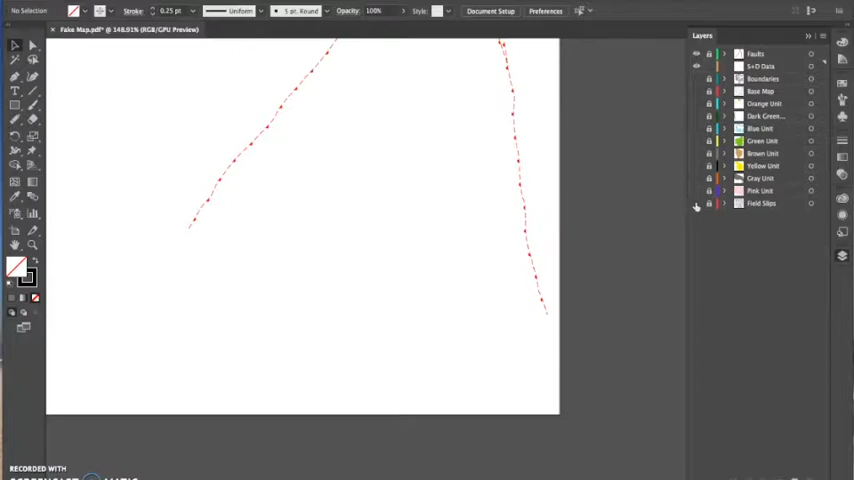 No Selection
Stroke:
0.25 pt
Uniform
5 pt. Round
Opacity:
100%
Style:
Document Setup
Preferences
Fake Map.pdf* @ 148.91% (RGB/GPU Preview)
Layers
Faults
S+D Data
Boundaries
Base Map
Orange Unit
Dark Green...
Blue Unit
Green Unit
Brown Unit
Yellow Unit
Gray Unit
Pink Unit
Field Slips
RECORDED WITH